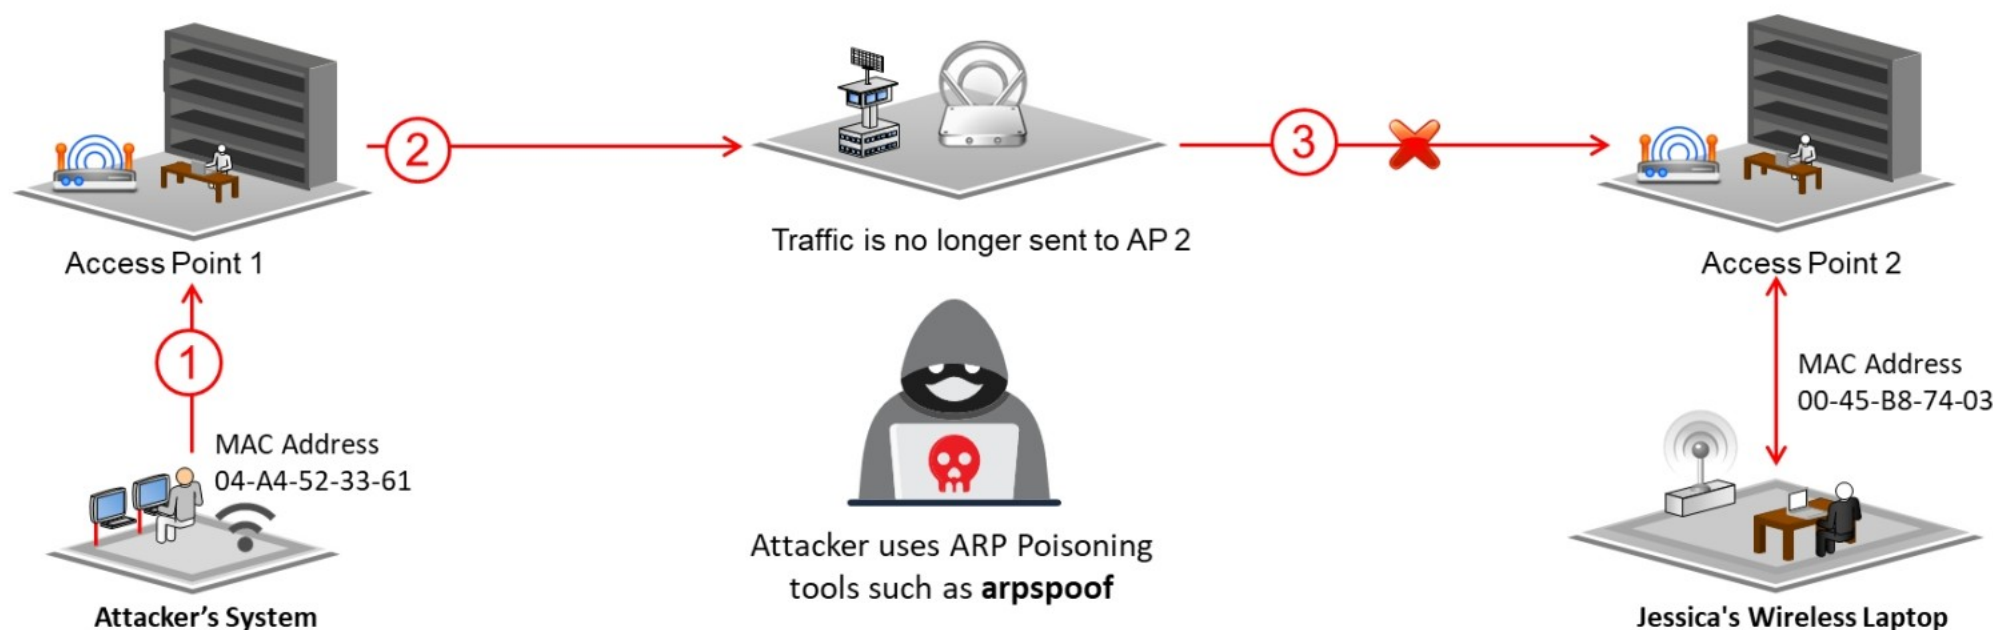 2
3
Traffic is no longer sent to AP 2
Access Point 1
Access Point 2
1
MAC Address
00-45-B8-74-03
MAC Address
04-A4-52-33-61
Attacker uses ARP Poisoning
tools such as arpspoof
Attacker's System
Jessica's Wireless Laptop